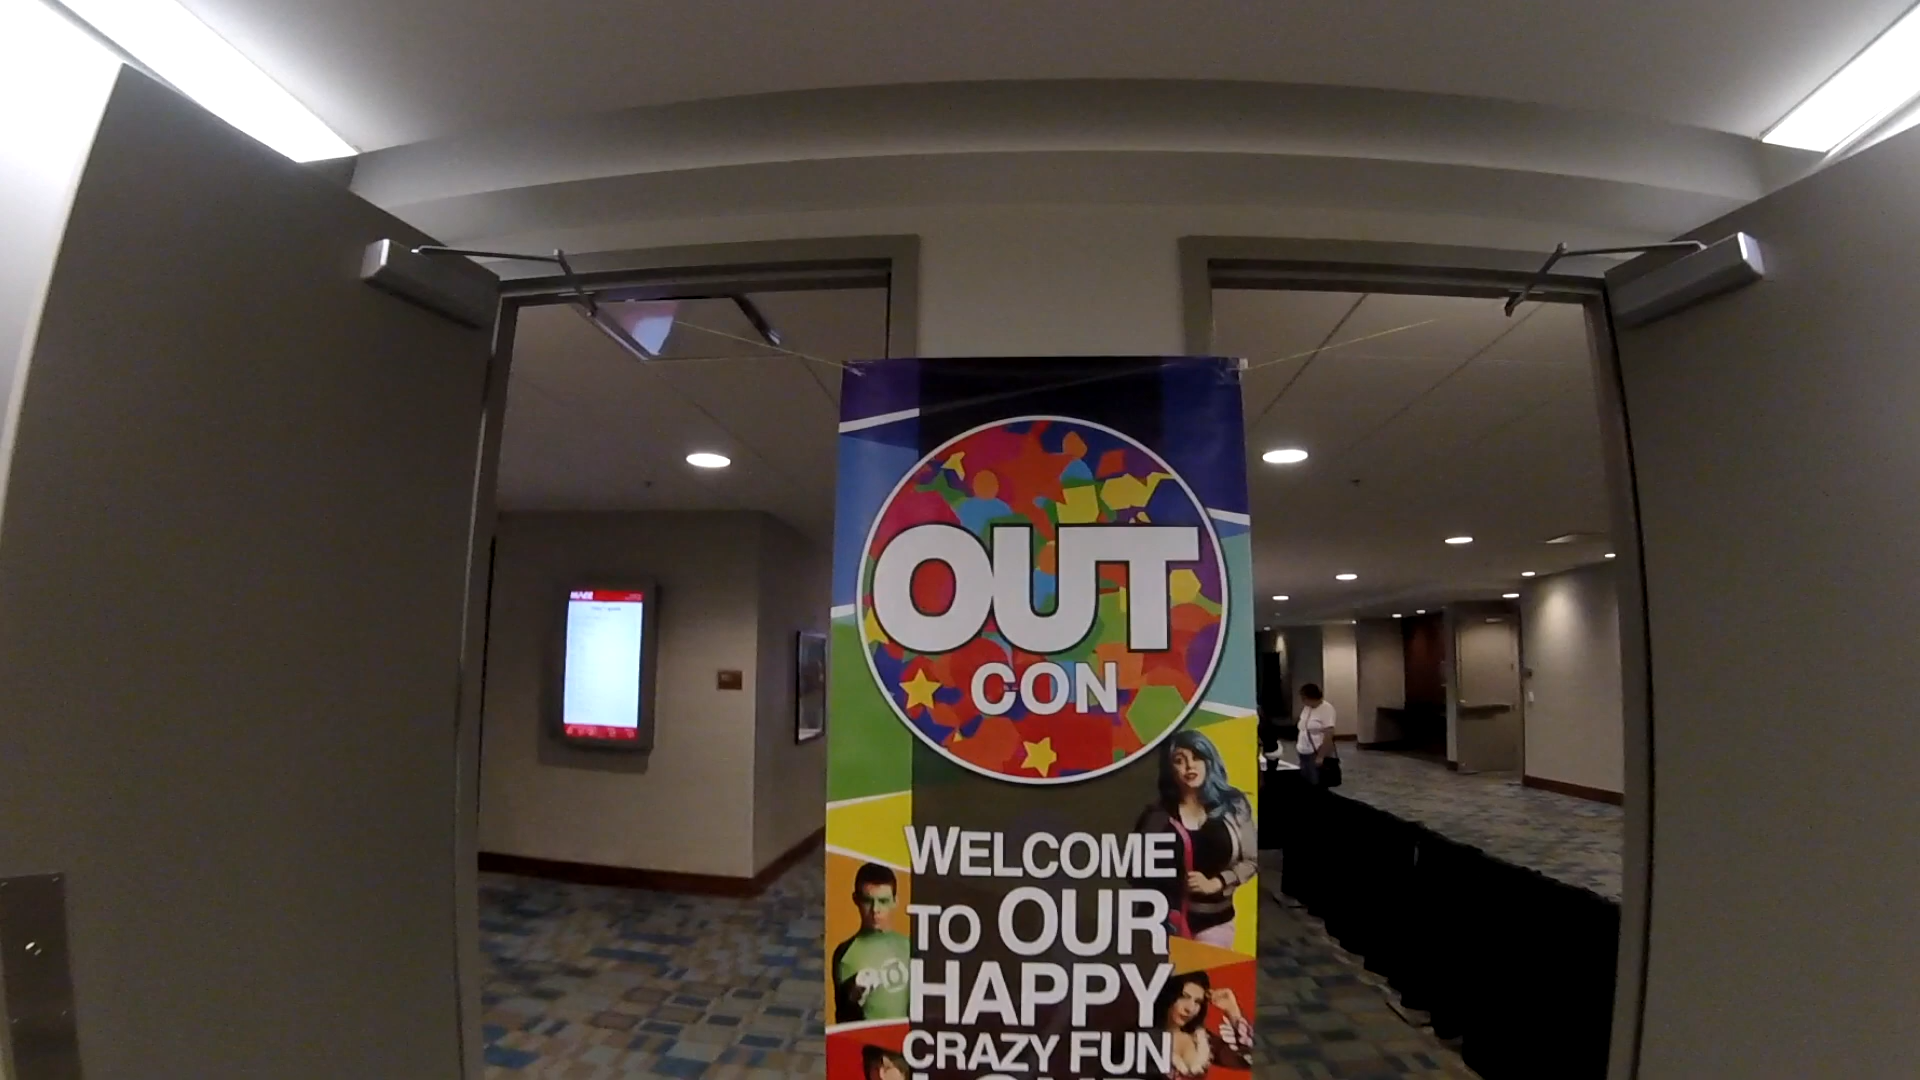 OUT
CON
WELCOME
TO OUR
HAPPY
CRAZY FUN